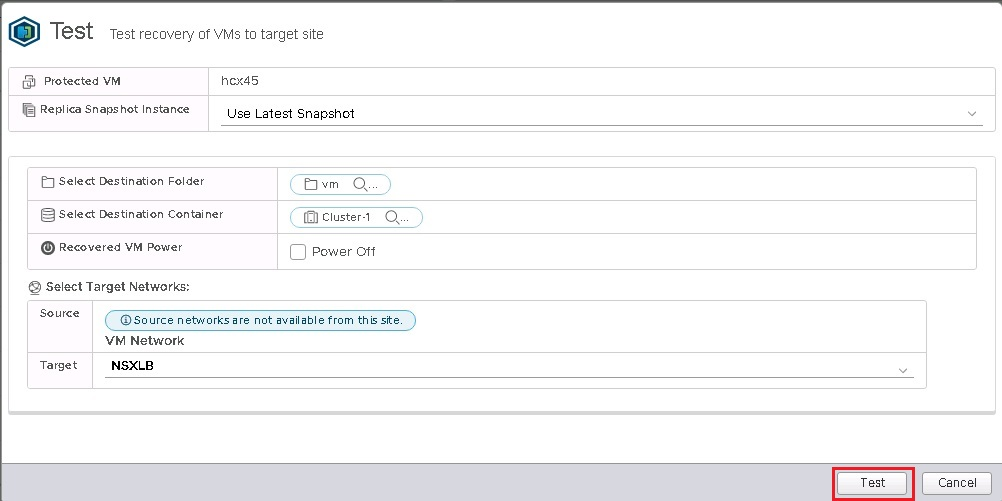 Test Test recovery of VMs to target site
Protected VM hcx45
Replica Snapshot Instance Use Latest Snapshot
Select Destination Folder vm ...
Select Destination Container Cluster-1 ...
Recovered VM Power Power Off
Select Target Networks:
Source Source networks are not available from this site.
VM Network
Target NSXLB
Test Cancel